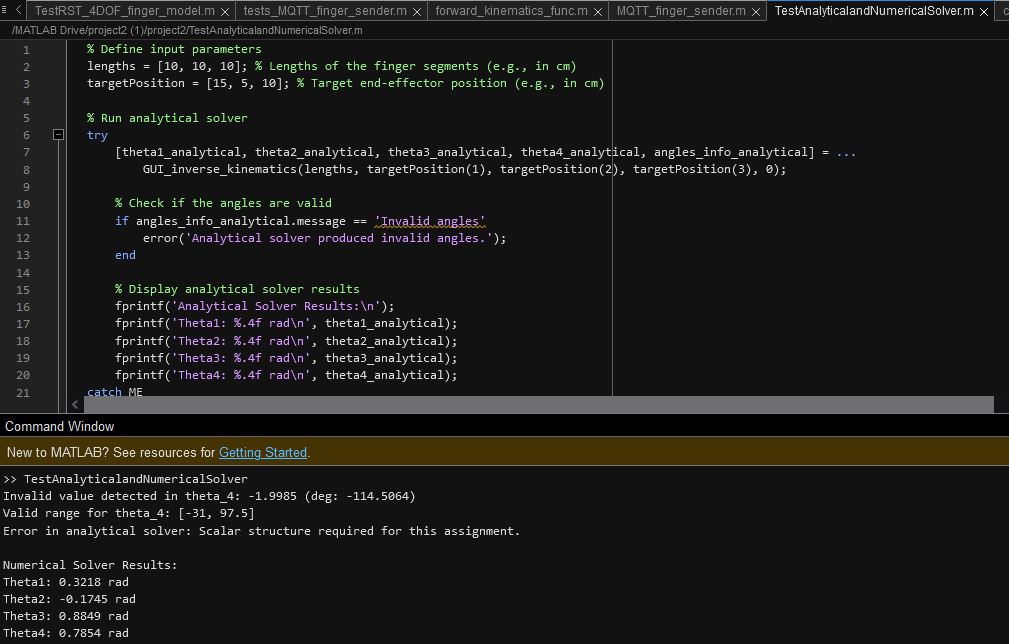 TestRST_4DOF_finger_model.m × tests_MQTT_finger_sender.m × forward_kinematics_func.m × MQTT_finger_sender.m × TestAnalyticalandNumericalSolver.m ×
/MATLAB Drive/project2 (1)/project2/TestAnalyticalandNumericalSolver.m
1 % Define input parameters
2 lengths = [10, 10, 10]; % Lengths of the finger segments (e.g., in cm)
3 targetPosition = [15, 5, 10]; % Target end-effector position (e.g., in cm)
4
5 % Run analytical solver
6 try
7 [theta1_analytical, theta2_analytical, theta3_analytical, theta4_analytical, angles_info_analytical] = ...
8 GUI_inverse_kinematics(lengths, targetPosition(1), targetPosition(2), targetPosition(3), 0);
9
10 % Check if the angles are valid
11 if angles_info_analytical.message == 'Invalid angles'
12 error('Analytical solver produced invalid angles.');
13 end
14
15 % Display analytical solver results
16 fprintf('Analytical Solver Results:\n');
17 fprintf('Theta1: %.4f rad\n', theta1_analytical);
18 fprintf('Theta2: %.4f rad\n', theta2_analytical);
19 fprintf('Theta3: %.4f rad\n', theta3_analytical);
20 fprintf('Theta4: %.4f rad\n', theta4_analytical);
21 catch ME
Command Window
New to MATLAB? See resources for Getting Started.
>> TestAnalyticalandNumericalSolver
Invalid value detected in theta_4: -1.9985 (deg: -114.5064)
Valid range for theta_4: [-31, 97.5]
Error in analytical solver: Scalar structure required for this assignment.
Numerical Solver Results:
Theta1: 0.3218 rad
Theta2: -0.1745 rad
Theta3: 0.8849 rad
Theta4: 0.7854 rad